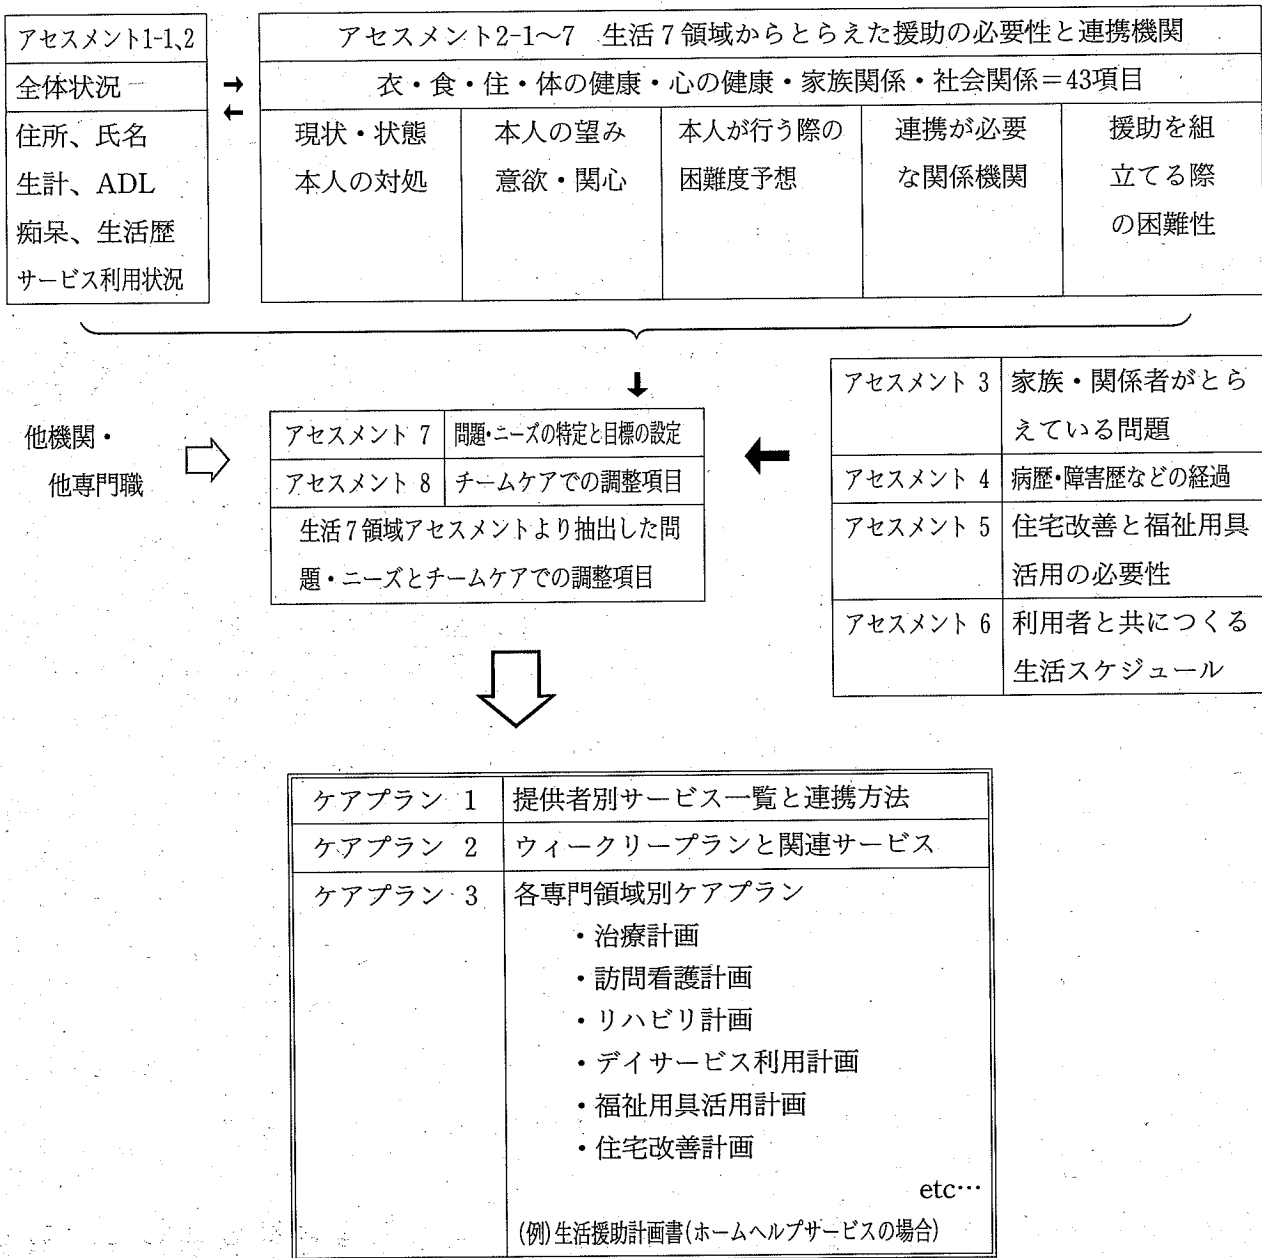 アセスメント1-1、2
全体状況
住所、氏名
生計、ADL
痴呆、生活歴
サービス利用状況
アセスメント2-1〜7　生活7領域からとらえた援助の必要性と連携機関
衣・食・住・体の健康・心の健康・家族関係・社会関係＝43項目
現状・状態
本人の対処
本人の望み
意欲・関心
本人が行う際の
困難度予想
連携が必要
な関係機関
援助を組
立てる際
の困難性
他機関・
他専門職
アセスメント 7　問題・ニーズの特定と目標の設定
アセスメント 8　チームケアでの調整項目
生活7領域アセスメントより抽出した問
題・ニーズとチームケアでの調整項目
アセスメント 3　家族・関係者がとら
えている問題
アセスメント 4　病歴・障害歴などの経過
アセスメント 5　住宅改善と福祉用具
活用の必要性
アセスメント 6　利用者と共につくる
生活スケジュール
ケアプラン 1　提供者別サービス一覧と連携方法
ケアプラン 2　ウィークリープランと関連サービス
ケアプラン 3　各専門領域別ケアプラン
・治療計画
・訪問看護計画
・リハビリ計画
・デイサービス利用計画
・福祉用具活用計画
・住宅改善計画
etc…
(例)生活援助計画書(ホームヘルプサービスの場合)